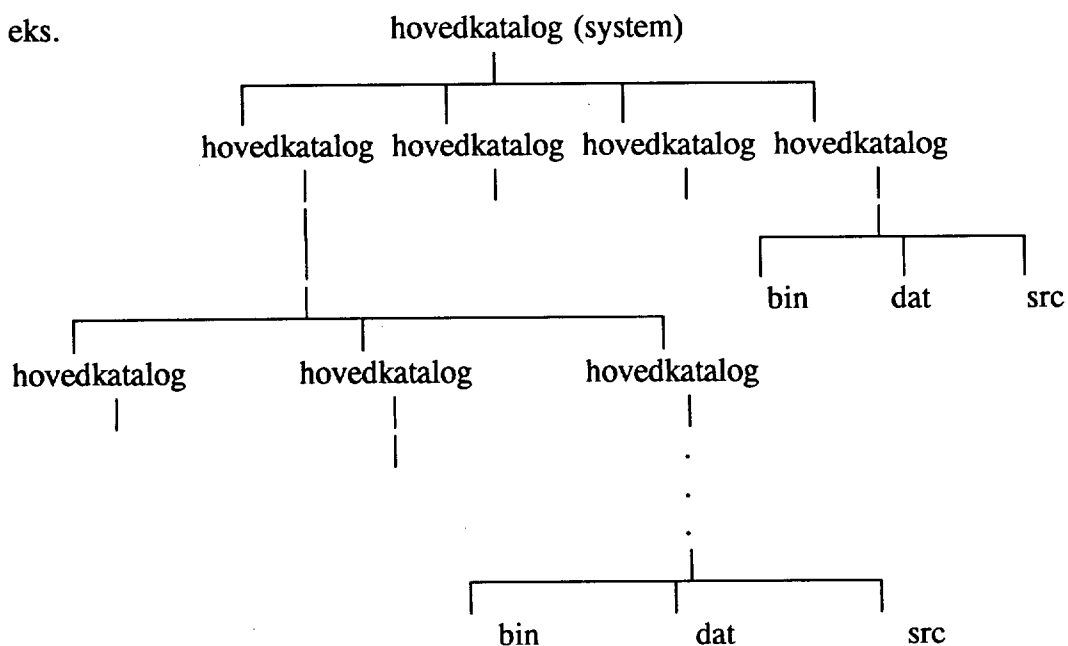 eks. hovedkatalog (system)
hovedkatalog hovedkatalog hovedkatalog hovedkatalog
bin dat src
hovedkatalog hovedkatalog hovedkatalog
bin dat src